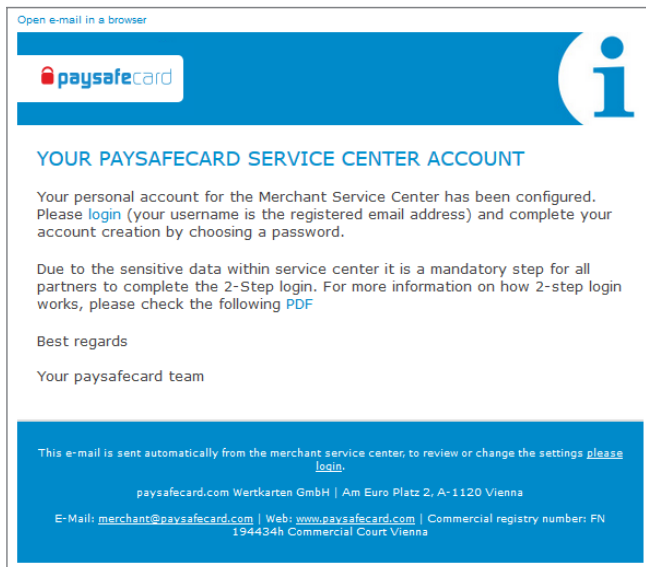 Open e-mail in a browser
paysafecard
i
YOUR PAYSAFECARD SERVICE CENTER ACCOUNT
Your personal account for the Merchant Service Center has been configured.
Please login (your username is the registered email address) and complete your
account creation by choosing a password.
Due to the sensitive data within service center it is a mandatory step for all
partners to complete the 2-Step login. For more information on how 2-step login
works, please check the following PDF
Best regards
Your paysafecard team
This e-mail is sent automatically from the merchant service center, to review or change the settings please
login.
paysafecard.com Wertkarten GmbH | Am Euro Platz 2, A-1120 Vienna
E-Mail: merchant@paysafecard.com | Web: www.paysafecard.com | Commercial registry number: FN
194434h Commercial Court Vienna